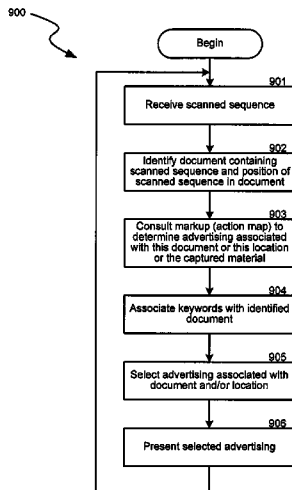 900
Begin
901
Receive scanned sequence
902
Identify document containing
scanned sequence and position of
scanned sequence in document
903
Consult markup (action map) to
determine advertising associated
with this document or this location
or the captured material
904
Associate keywords with identified
document
905
Select advertising associated with
document and/or location
906
Present selected advertising